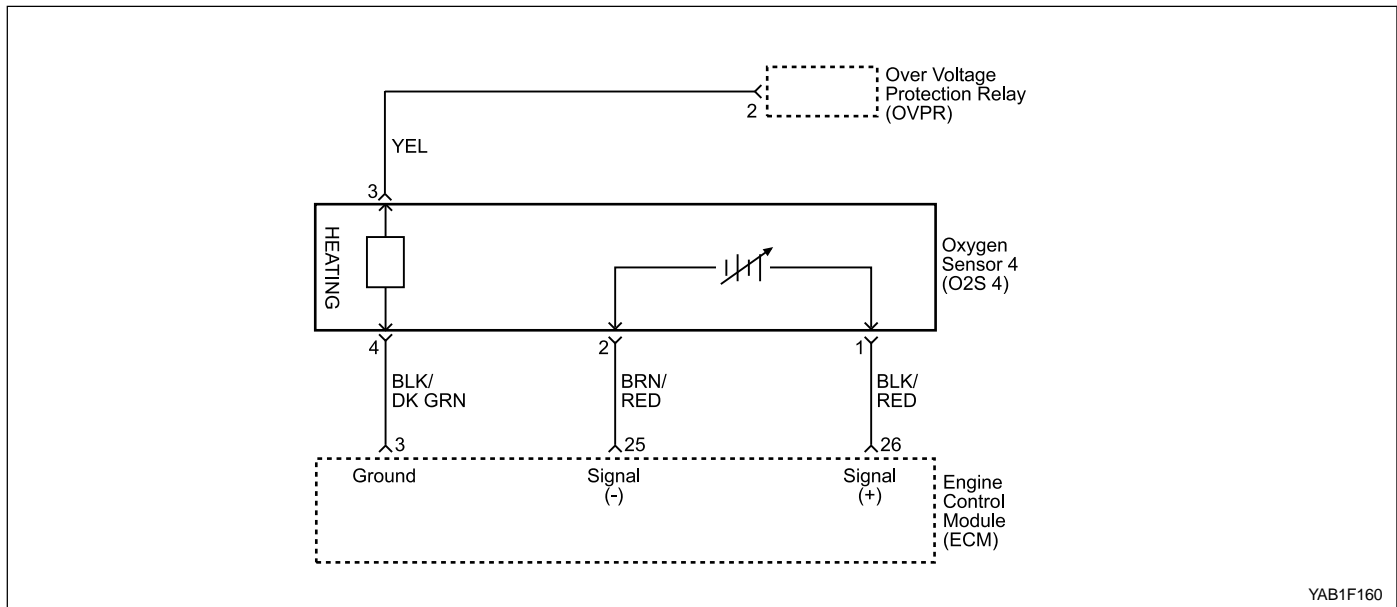 Over Voltage
Protection Relay
(OVPR)
2
YEL
3
HEATING
Oxygen
Sensor 4
(O2S 4)
4
2
1
BLK/
DK GRN
BRN/
RED
BLK/
RED
3
25
26
Ground
Signal
(-)
Signal
(+)
Engine
Control
Module
(ECM)
YAB1F160